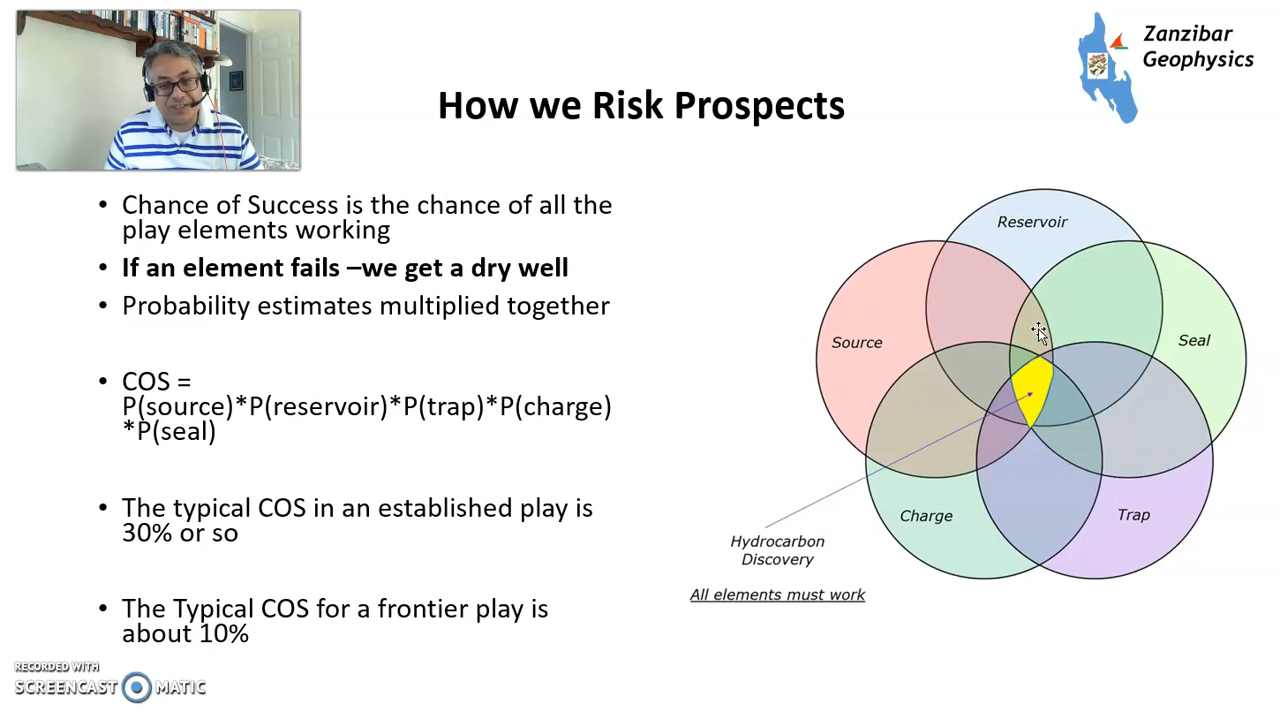 Zanzibar
Geophysics
How we Risk Prospects
• Chance of Success is the chance of all the
play elements working
• If an element fails –we get a dry well
• Probability estimates multiplied together
• COS =
P(source)*P(reservoir)*P(trap)*P(charge)
*P(seal)
• The typical COS in an established play is
30% or so
• The Typical COS for a frontier play is
about 10%
Reservoir
Source
Seal
Charge
Trap
Hydrocarbon
Discovery
All elements must work
RECORDED WITH
SCREENCAST MATIC